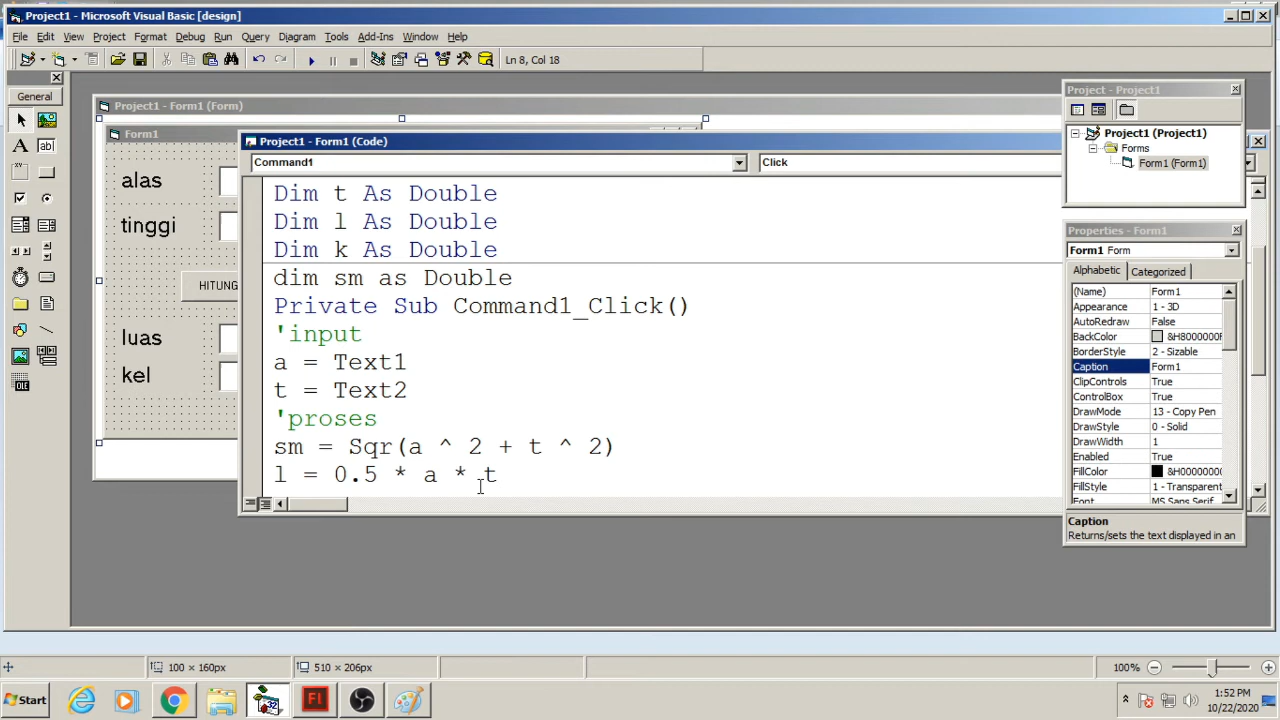 Project1 - Microsoft Visual Basic [design]
File Edit View Project Format Debug Run Query Diagram Tools Add-Ins Window Help
Ln 8, Col 18
General
Project1 - Form1 (Form)
Form1
alas
tinggi
HITUNG
luas
kel
Project1 - Form1 (Code)
Command1
Click
Dim t As Double
Dim l As Double
Dim k As Double
dim sm as Double
Private Sub Command1_Click()
'input
a = Text1
t = Text2
'proses
sm = Sqr(a ^ 2 + t ^ 2)
l = 0.5 * a * t
Project - Project1
Project1 (Project1)
Forms
Form1 (Form1)
Properties - Form1
Form1 Form
Alphabetic Categorized
(Name) Form1
Appearance 1 - 3D
AutoRedraw False
BackColor &H8000000F
BorderStyle 2 - Sizable
Caption Form1
ClipControls True
ControlBox True
DrawMode 13 - Copy Pen
DrawStyle 0 - Solid
DrawWidth 1
Enabled True
FillColor &H0000000
FillStyle 1 - Transparent
Font MS Sans Serif
Caption
Returns/sets the text displayed in an
100 × 160px
510 × 206px
100%
Start
1:52 PM
10/22/2020